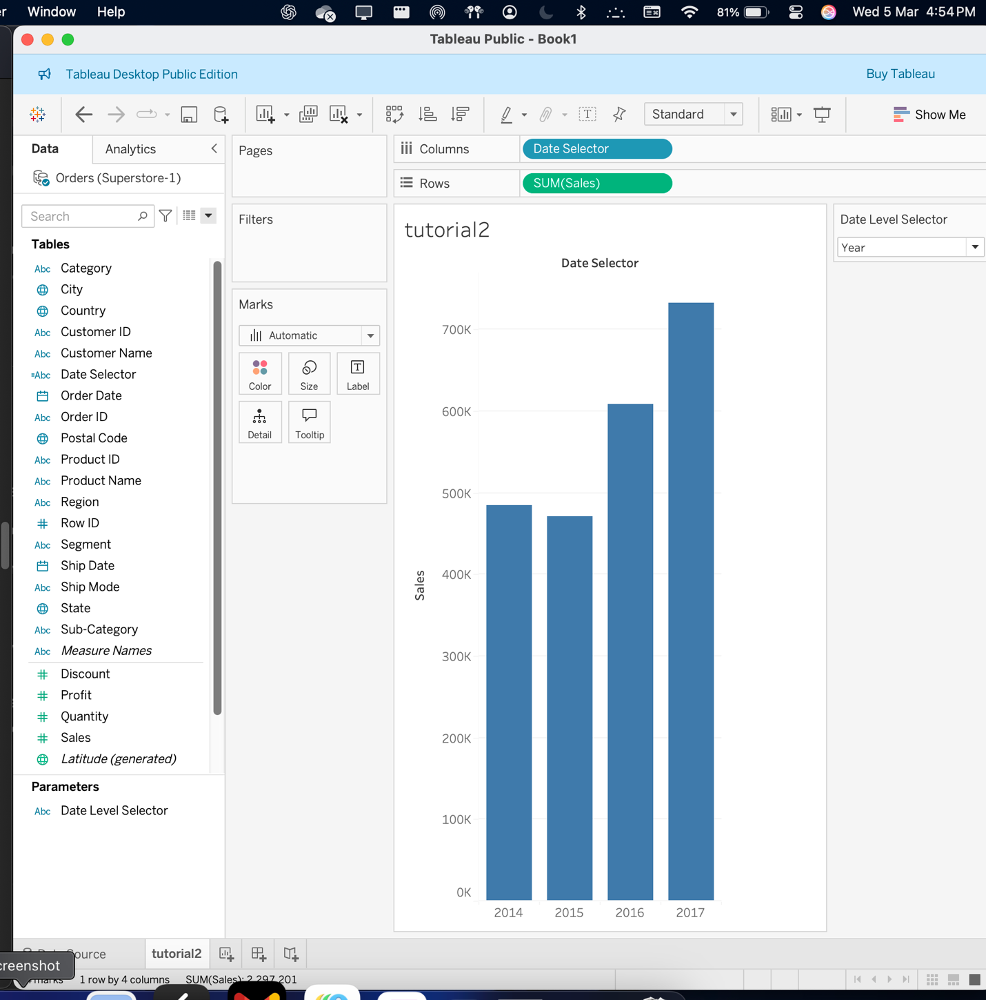 Window Help 81% Wed 5 Mar 4:54 PM
Tableau Public - Book1
Tableau Desktop Public Edition Buy Tableau
Standard Show Me
Data Analytics
Orders (Superstore-1)
Search
Tables
Abc Category
City
Country
Abc Customer ID
Abc Customer Name
=Abc Date Selector
Order Date
Abc Order ID
Postal Code
Abc Product ID
Abc Product Name
Abc Region
# Row ID
Abc Segment
Ship Date
Abc Ship Mode
State
Abc Sub-Category
Abc Measure Names
# Discount
# Profit
# Quantity
# Sales
Latitude (generated)
Parameters
Abc Date Level Selector
Pages
Filters
Marks
Automatic
Color Size Label
Detail Tooltip
Columns Date Selector
Rows SUM(Sales)
tutorial2
Date Selector
Sales
700K
600K
500K
400K
300K
200K
100K
0K
2014 2015 2016 2017
Date Level Selector
Year
ource tutorial2
creenshot
marks 1 row by 4 columns SUM(Sales): 2,297,201